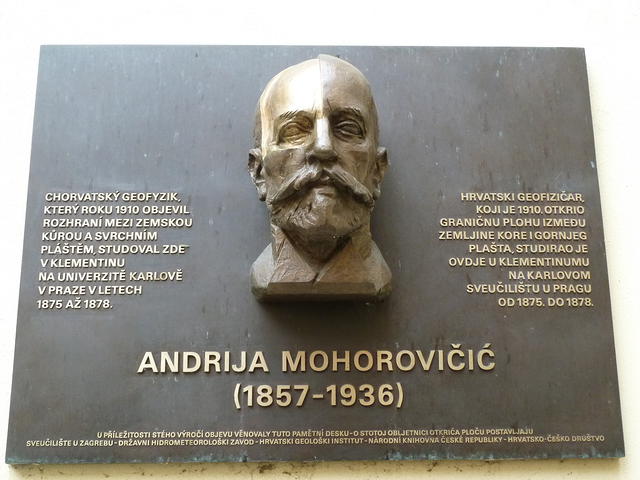 CHORVATSKÝ GEOFYZIK,
KTERÝ ROKU 1910 OBJEVIL
ROZHRANÍ MEZI ZEMSKOU
KŮROU A SVRCHNÍM
PLÁŠTĚM, STUDOVAL ZDE
V KLEMENTINU
NA UNIVERZITĚ KARLOVĚ
V PRAZE V LETECH
1875 AŽ 1878.
HRVATSKI GEOFIZIČAR,
KOJI JE 1910. OTKRIO
GRANIČNU PLOHU IZMEĐU
ZEMLJINE KORE I GORNJEG
PLAŠTA, STUDIRAO JE
OVDJE U KLEMENTINUMU
NA KARLOVOM
SVEUČILIŠTU U PRAGU
OD 1875. DO 1878.
ANDRIJA MOHOROVIČIĆ
(1857-1936)
U PŘÍLEŽITOSTI STÉHO VÝROČÍ OBJEVU VĚNOVALY TUTO PAMĚTNÍ DESKU - O STOTOJ OBLJETNICI OTKRIĆA PLOČU POSTAVLJAJU
SVEUČILIŠTE U ZAGREBU - DRŽAVNI HIDROMETEOROLOŠKI ZAVOD - HRVATSKI GEOLOŠKI INSTITUT - NÁRODNÍ KNIHOVNA ČESKÉ REPUBLIKY - HRVATSKO-ČEŠKO DRUŠTVO